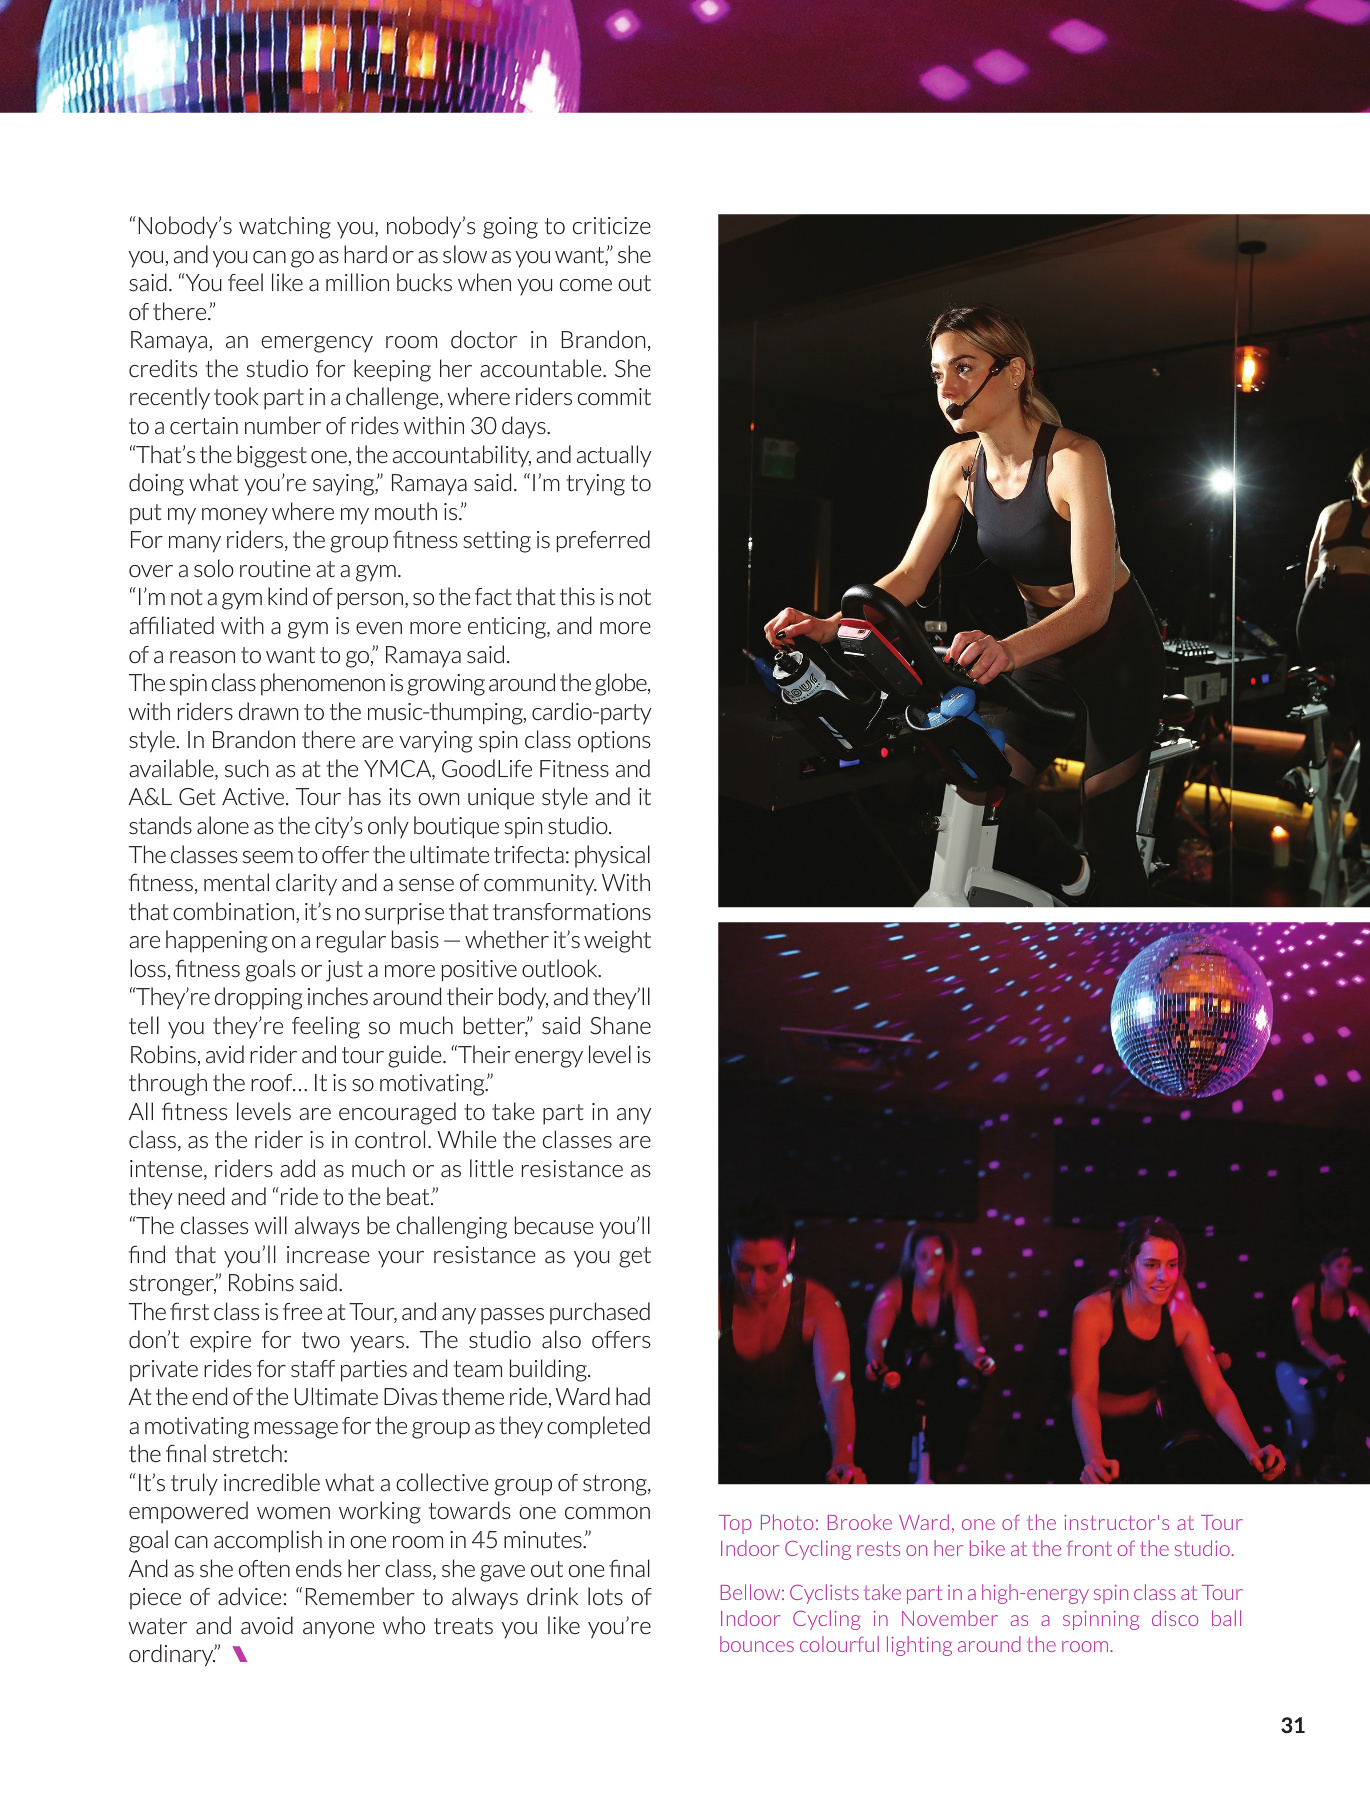 “Nobody’s watching you, nobody’s going to criticize
you, and you can go as hard or as slow as you want,” she
said. “You feel like a million bucks when you come out
of there.”
Ramaya, an emergency room doctor in Brandon,
credits the studio for keeping her accountable. She
recently took part in a challenge, where riders commit
to a certain number of rides within 30 days.
“That’s the biggest one, the accountability, and actually
doing what you’re saying,” Ramaya said. “I’m trying to
put my money where my mouth is.”
For many riders, the group fitness setting is preferred
over a solo routine at a gym.
“I’m not a gym kind of person, so the fact that this is not
affiliated with a gym is even more enticing, and more
of a reason to want to go,” Ramaya said.
The spin class phenomenon is growing around the globe,
with riders drawn to the music-thumping, cardio-party
style. In Brandon there are varying spin class options
available, such as at the YMCA, GoodLife Fitness and
A&L Get Active. Tour has its own unique style and it
stands alone as the city’s only boutique spin studio.
The classes seem to offer the ultimate trifecta: physical
fitness, mental clarity and a sense of community. With
that combination, it’s no surprise that transformations
are happening on a regular basis — whether it’s weight
loss, fitness goals or just a more positive outlook.
“They’re dropping inches around their body, and they’ll
tell you they’re feeling so much better,” said Shane
Robins, avid rider and tour guide. “Their energy level is
through the roof… It is so motivating.”
All fitness levels are encouraged to take part in any
class, as the rider is in control. While the classes are
intense, riders add as much or as little resistance as
they need and “ride to the beat.”
“The classes will always be challenging because you’ll
find that you’ll increase your resistance as you get
stronger,” Robins said.
The first class is free at Tour, and any passes purchased
don’t expire for two years. The studio also offers
private rides for staff parties and team building.
At the end of the Ultimate Divas theme ride, Ward had
a motivating message for the group as they completed
the final stretch:
“It’s truly incredible what a collective group of strong,
empowered women working towards one common
goal can accomplish in one room in 45 minutes.”
And as she often ends her class, she gave out one final
piece of advice: “Remember to always drink lots of
water and avoid anyone who treats you like you’re
ordinary.”
tour
Top Photo: Brooke Ward, one of the instructor's at Tour
Indoor Cycling rests on her bike at the front of the studio.
Bellow: Cyclists take part in a high-energy spin class at Tour
Indoor Cycling in November as a spinning disco ball
bounces colourful lighting around the room.
31